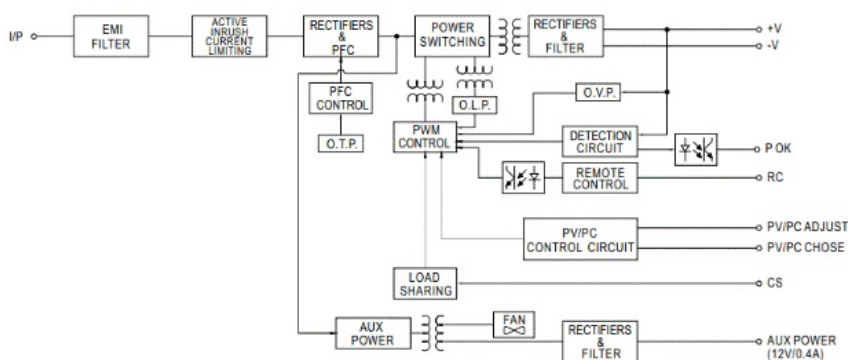 I/P
EMI
FILTER
ACTIVE
INRUSH
CURRENT
LIMITING
RECTIFIERS
&
PFC
POWER
SWITCHING
RECTIFIERS
&
FILTER
+V
-V
PFC
CONTROL
O.L.P.
O.V.P.
O.T.P.
PWM
CONTROL
DETECTION
CIRCUIT
P OK
REMOTE
CONTROL
RC
PV/PC
CONTROL CIRCUIT
PV/PC ADJUST
PV/PC CHOSE
LOAD
SHARING
CS
AUX
POWER
FAN
RECTIFIERS
&
FILTER
AUX POWER
(12V/0.4A)